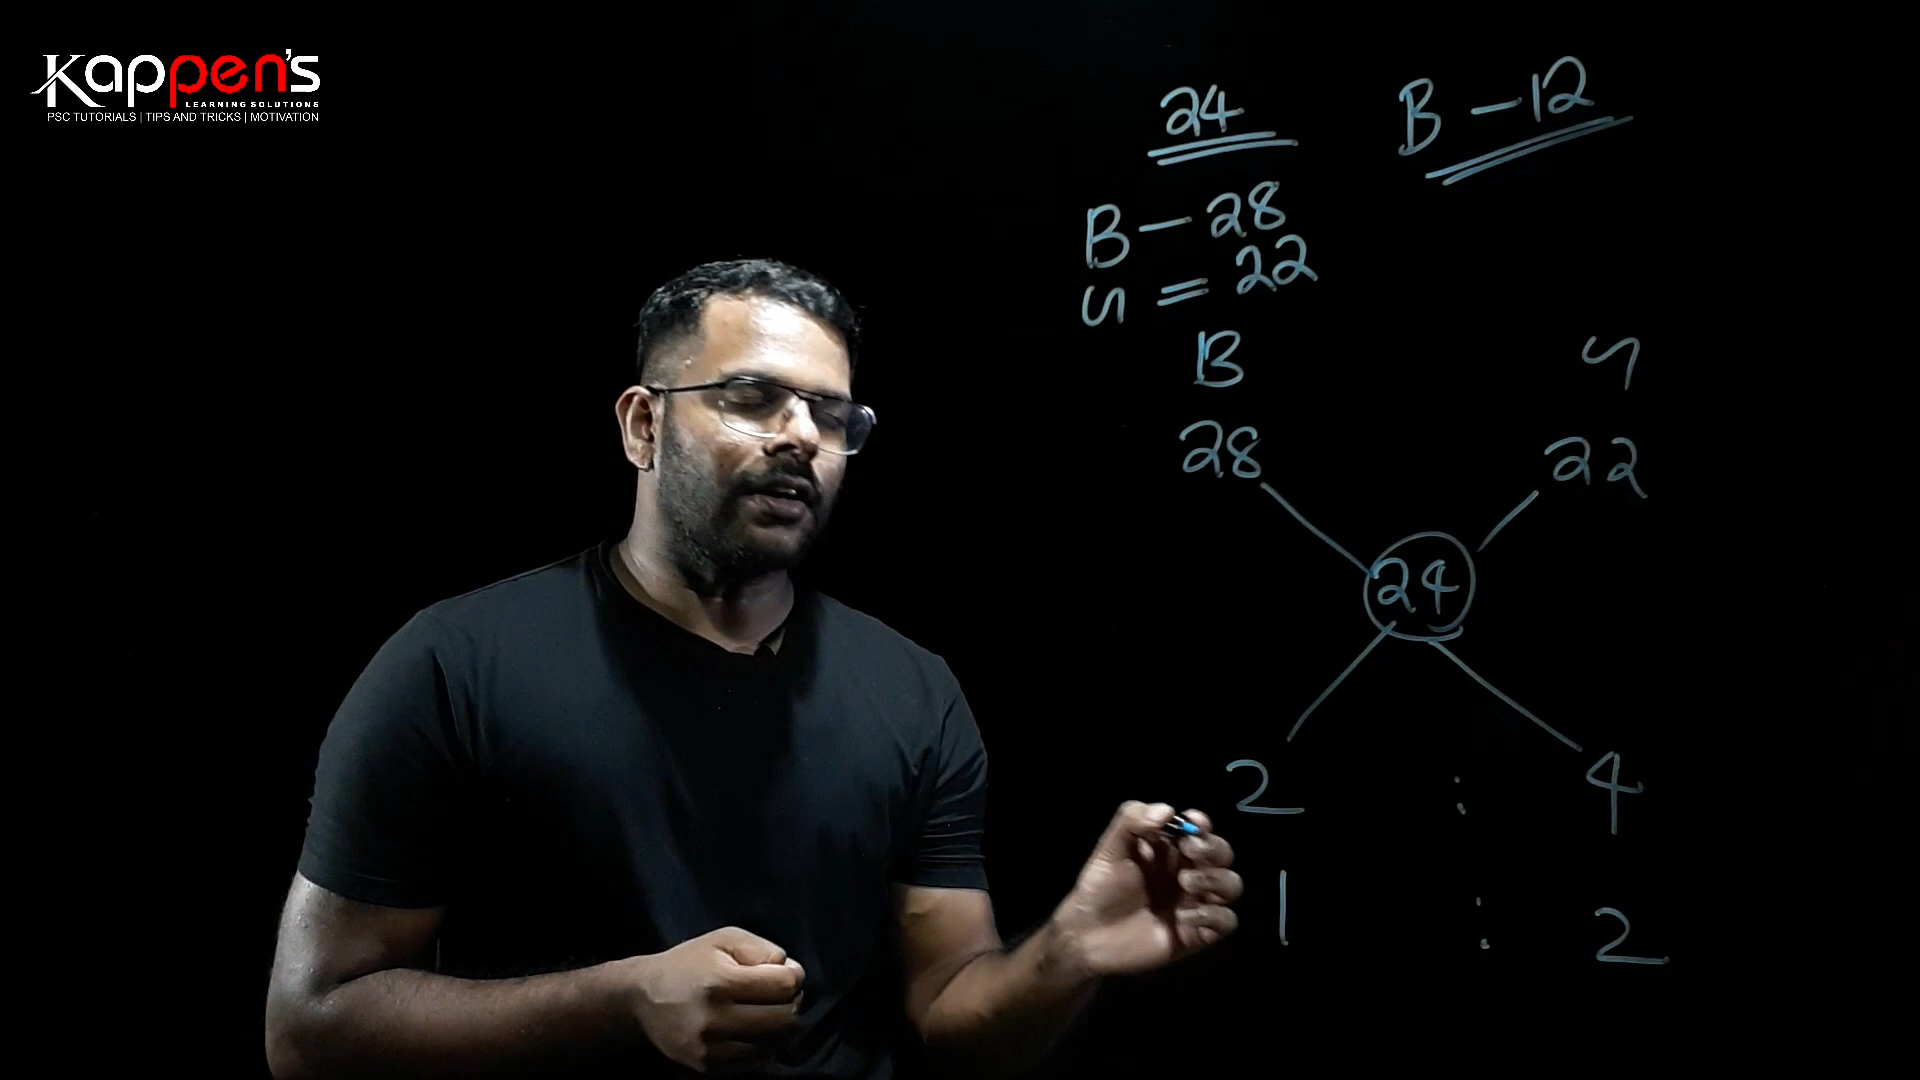 Kappen's
LEARNING SOLUTIONS
PSC TUTORIALS | TIPS AND TRICKS | MOTIVATION
24
B - 12
B - 28
G = 22
B G
28 22
24
2 : 4
1 : 2